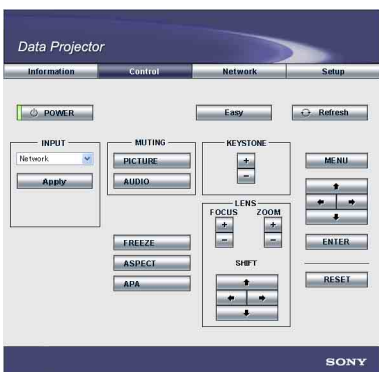 Data Projector
Information Control Network Setup
POWER Easy Refresh
INPUT MUTING KEYSTONE
Network PICTURE + MENU
Apply AUDIO -
LENS
FOCUS ZOOM
+ +
- -
FREEZE ENTER
ASPECT SHIFT
APA RESET
SONY